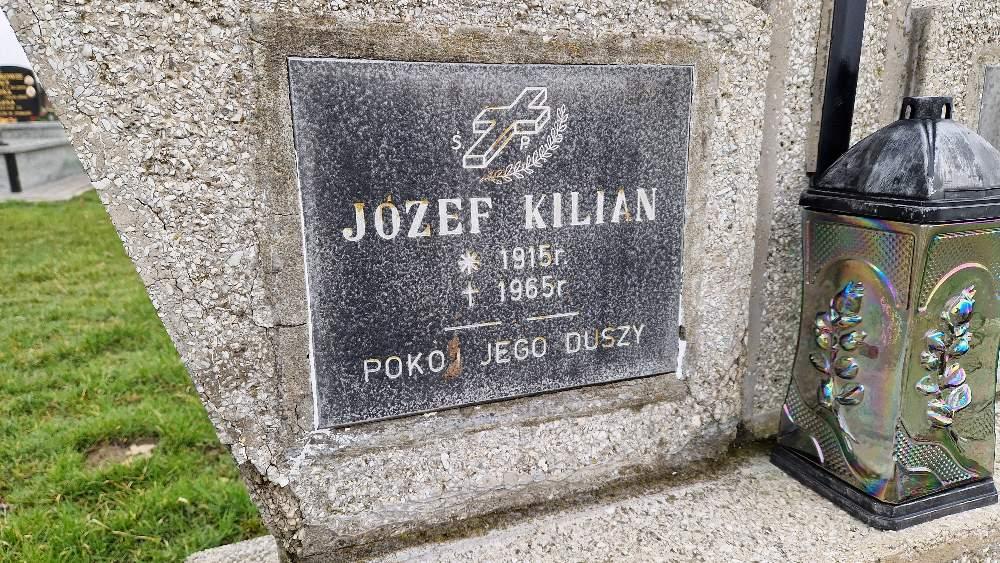 Ś P
JÓZEF KILIAN
* 1915r
† 1965r
POKÓJ JEGO DUSZY